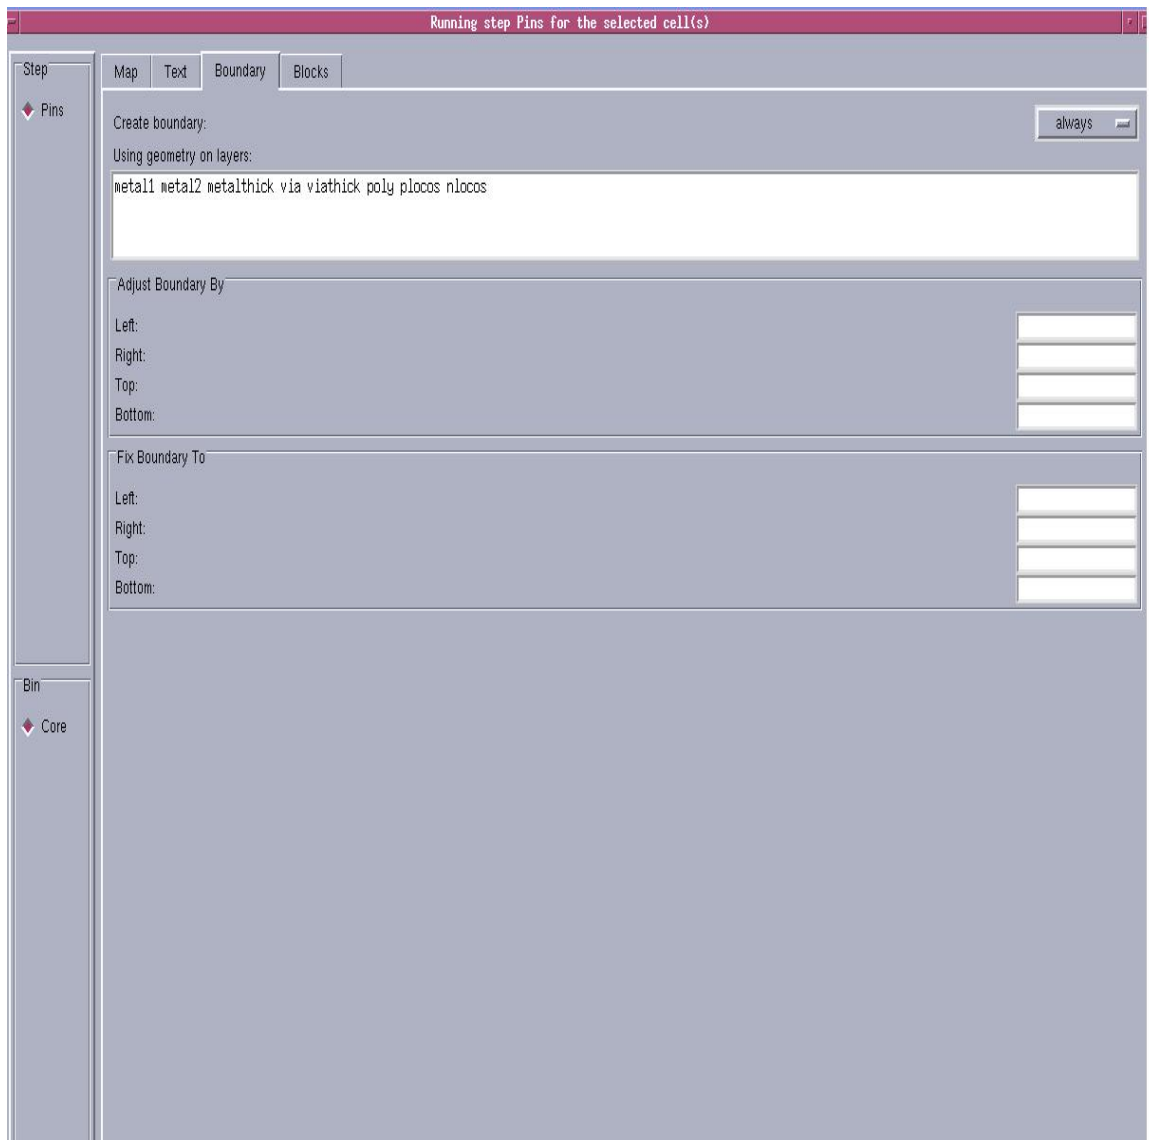 Running step Pins for the selected cell(s)
Step
Pins
Map Text Boundary Blocks
Create boundary:
always
Using geometry on layers:
metal1 metal2 metalthick via viathick poly plocos nlocos
Adjust Boundary By
Left:
Right:
Top:
Bottom:
Fix Boundary To
Left:
Right:
Top:
Bottom:
Bin
Core